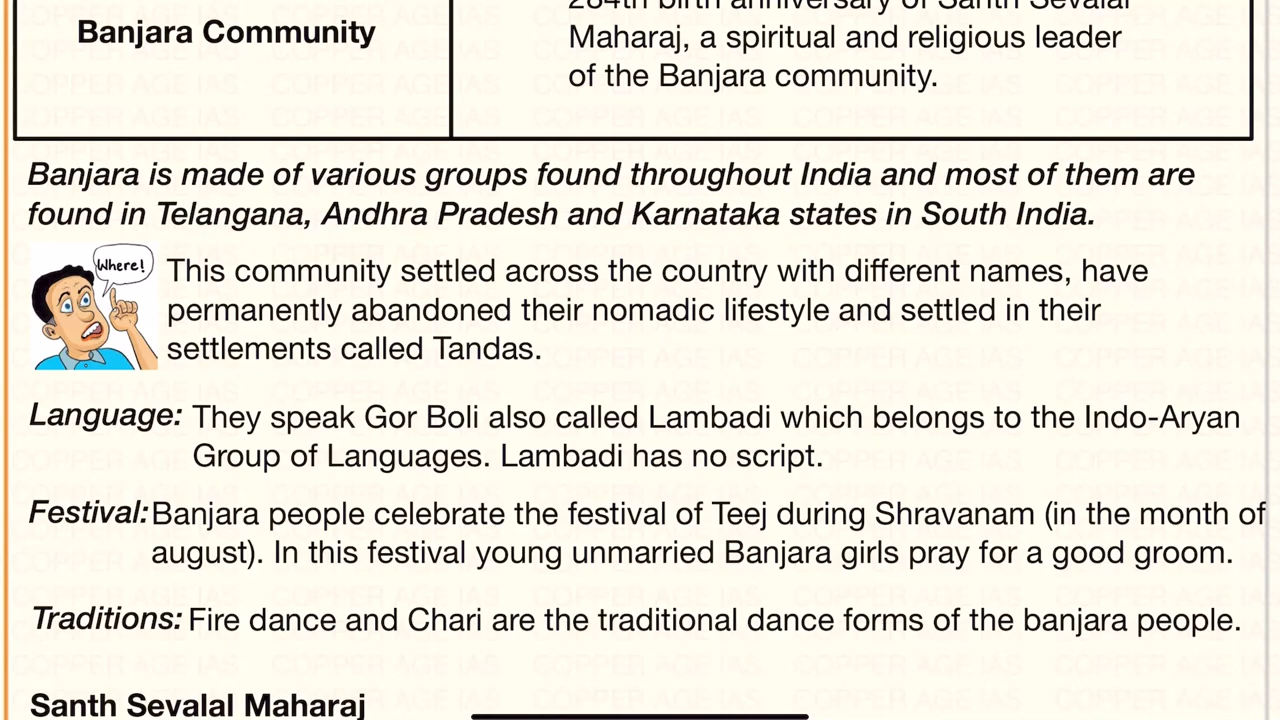 284th birth anniversary of Santh Sevalal
Banjara Community
Maharaj, a spiritual and religious leader
of the Banjara community.
Banjara is made of various groups found throughout India and most of them are
found in Telangana, Andhra Pradesh and Karnataka states in South India.
Where!
This community settled across the country with different names, have
permanently abandoned their nomadic lifestyle and settled in their
settlements called Tandas.
Language: They speak Gor Boli also called Lambadi which belongs to the Indo-Aryan
Group of Languages. Lambadi has no script.
Festival: Banjara people celebrate the festival of Teej during Shravanam (in the month of
august). In this festival young unmarried Banjara girls pray for a good groom.
Traditions: Fire dance and Chari are the traditional dance forms of the banjara people.
Santh Sevalal Maharaj
COPPER AGE IAS